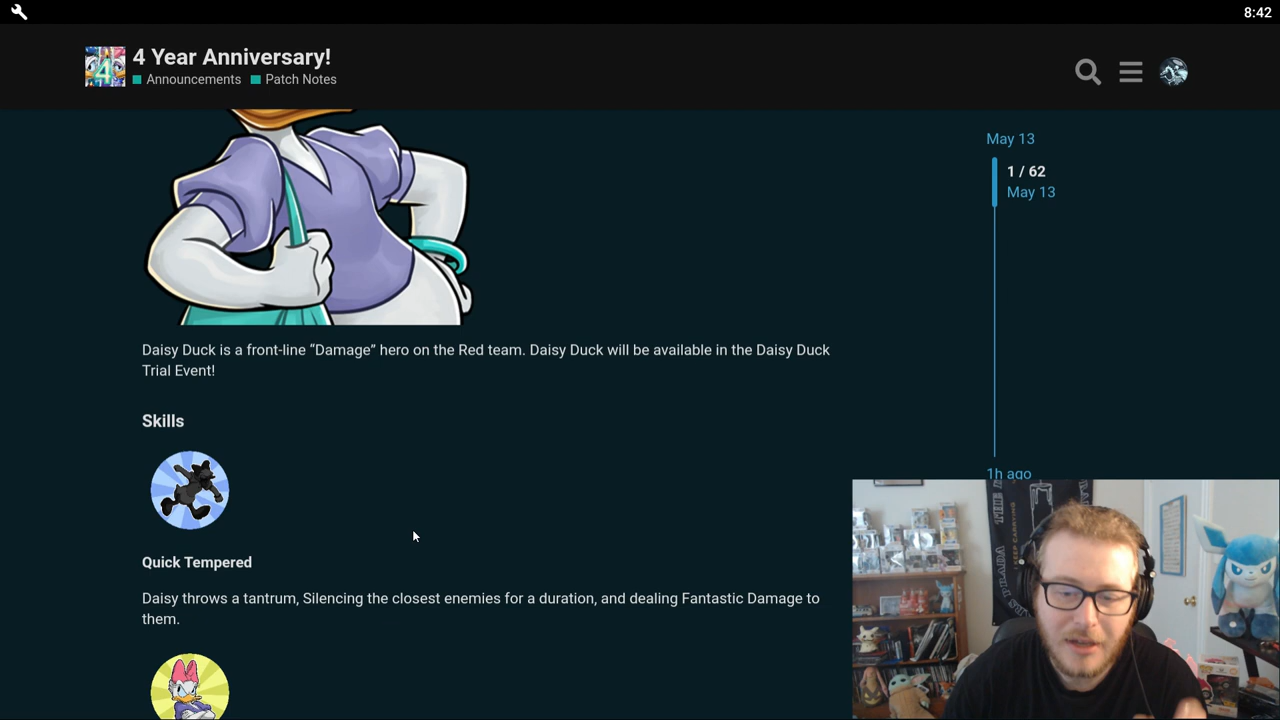 8:42
4 Year Anniversary!
Announcements Patch Notes
May 13
1 / 62
May 13
Daisy Duck is a front-line “Damage” hero on the Red team. Daisy Duck will be available in the Daisy Duck
Trial Event!
Skills
1h ago
Quick Tempered
Daisy throws a tantrum, Silencing the closest enemies for a duration, and dealing Fantastic Damage to
them.